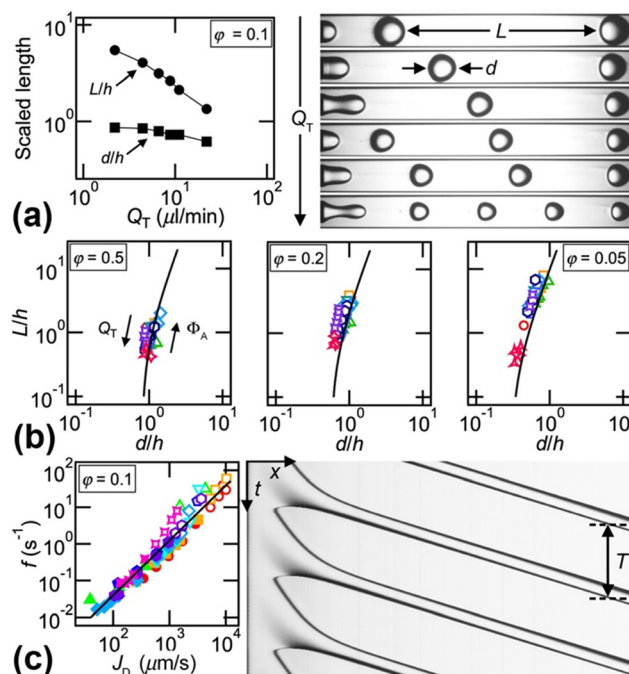 (a)
Scaled length
10¹
10⁰
φ = 0.1
L/h
d/h
10⁰
10¹
10²
Q_T (μl/min)
Q_T
L
d
(b)
L/h
10¹
10⁰
10⁻¹
φ = 0.5
Q_T
Φ_A
10⁻¹
10⁰
10¹
d/h
φ = 0.2
10⁻¹
10⁰
10¹
d/h
φ = 0.05
10⁻¹
10⁰
10¹
d/h
(c)
f (s⁻¹)
10²
10¹
10⁰
10⁻¹
10⁻²
φ = 0.1
10²
10³
10⁴
J_D (μm/s)
x
t
T